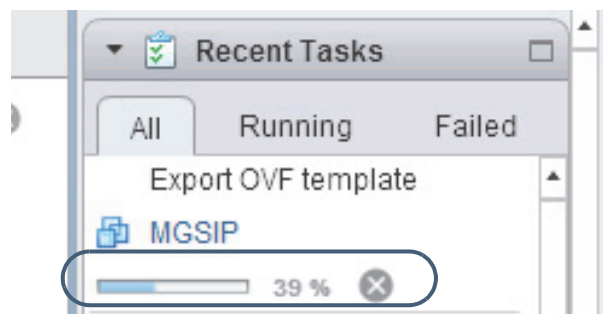 Recent Tasks
All Running Failed
Export OVF template
MGSIP
39 %